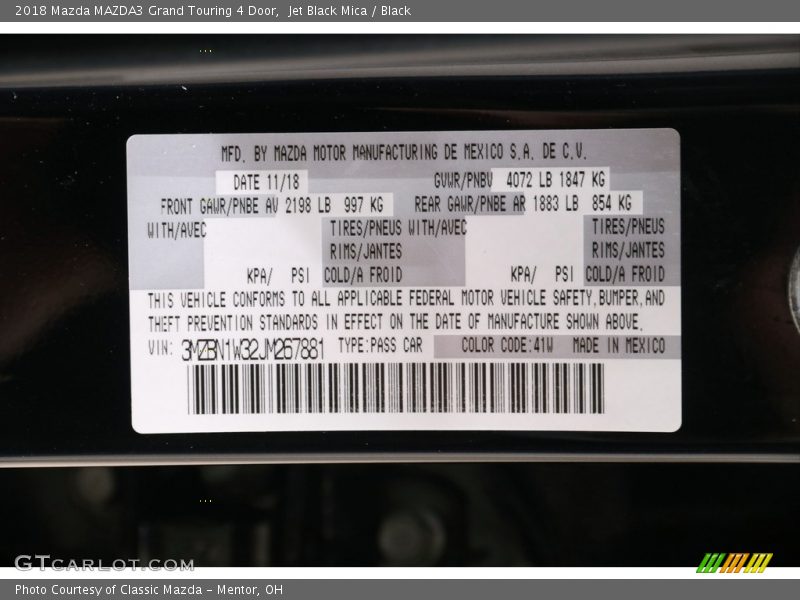 2018 Mazda MAZDA3 Grand Touring 4 Door, Jet Black Mica / Black
MFD. BY MAZDA MOTOR MANUFACTURING DE MEXICO S.A. DE C.V.
DATE 11/18 GVWR/PNBV 4072 LB 1847 KG
FRONT GAWR/PNBE AV 2198 LB 997 KG REAR GAWR/PNBE AR 1883 LB 854 KG
WITH/AVEC TIRES/PNEUS WITH/AVEC TIRES/PNEUS
RIMS/JANTES RIMS/JANTES
KPA/ PSI COLD/A FROID KPA/ PSI COLD/A FROID
THIS VEHICLE CONFORMS TO ALL APPLICABLE FEDERAL MOTOR VEHICLE SAFETY, BUMPER, AND
THEFT PREVENTION STANDARDS IN EFFECT ON THE DATE OF MANUFACTURE SHOWN ABOVE.
VIN: 3MZBN1W32JM267881 TYPE:PASS CAR COLOR CODE:41W MADE IN MEXICO
GTCARLOT.COM
Photo Courtesy of Classic Mazda - Mentor, OH